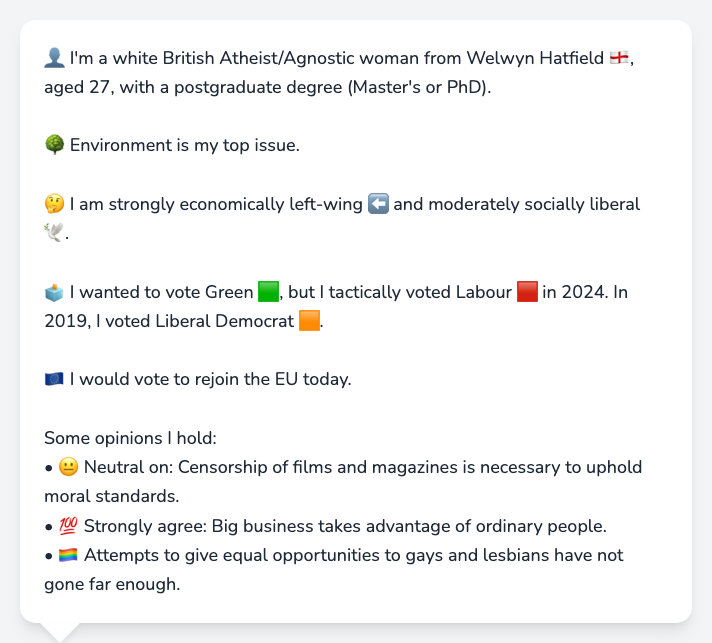 👤 I'm a white British Atheist/Agnostic woman from Welwyn Hatfield 🏴󠁧󠁢󠁥󠁮󠁧󠁿,
aged 27, with a postgraduate degree (Master's or PhD).
🌳 Environment is my top issue.
🤔 I am strongly economically left-wing ⬅️ and moderately socially liberal
🕊️.
🗳️ I wanted to vote Green 🟩, but I tactically voted Labour 🟥 in 2024. In
2019, I voted Liberal Democrat 🟧.
🇪🇺 I would vote to rejoin the EU today.
Some opinions I hold:
• 😐 Neutral on: Censorship of films and magazines is necessary to uphold
moral standards.
• 💯 Strongly agree: Big business takes advantage of ordinary people.
• 🏳️‍🌈 Attempts to give equal opportunities to gays and lesbians have not
gone far enough.